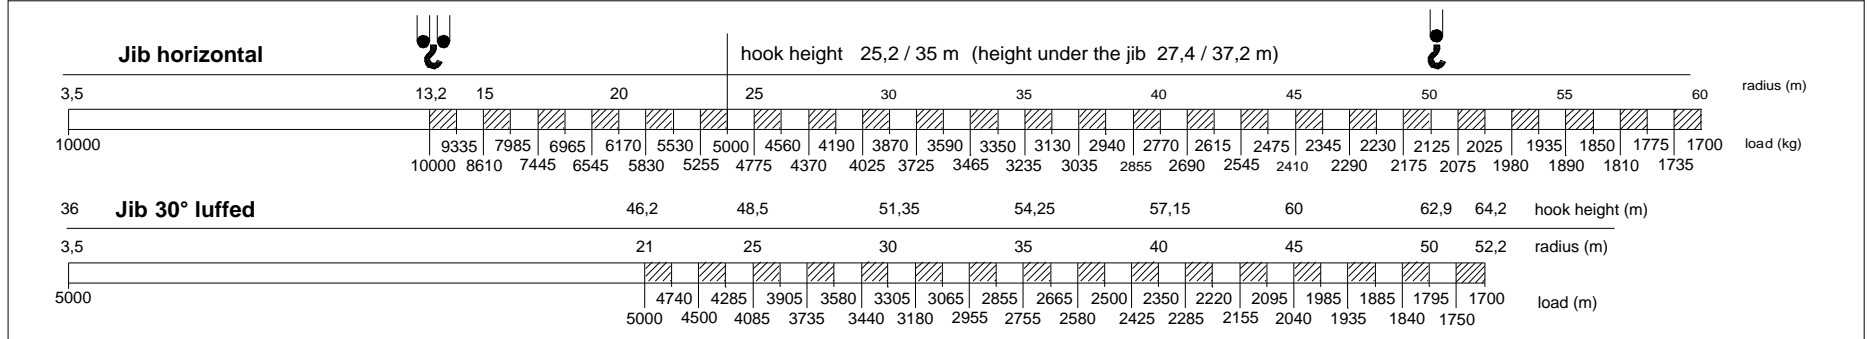 Jib horizontal hook height 25,2 / 35 m (height under the jib 27,4 / 37,2 m)
3,5 13,2 15 20 25 30 35 40 45 50 55 60 radius (m)
10000 9335 7985 6965 6170 5530 5000 4560 4190 3870 3590 3350 3130 2940 2770 2615 2475 2345 2230 2125 2025 1935 1850 1775 1700 load (kg)
10000 8610 7445 6545 5830 5255 4775 4370 4025 3725 3465 3235 3035 2855 2690 2545 2410 2290 2175 2075 1980 1890 1810 1735
36 Jib 30° luffed 46,2 48,5 51,35 54,25 57,15 60 62,9 64,2 hook height (m)
3,5 21 25 30 35 40 45 50 52,2 radius (m)
5000 4740 4285 3905 3580 3305 3065 2855 2665 2500 2350 2220 2095 1985 1885 1795 1700 load (m)
5000 4500 4085 3735 3440 3180 2955 2755 2580 2425 2285 2155 2040 1935 1840 1750